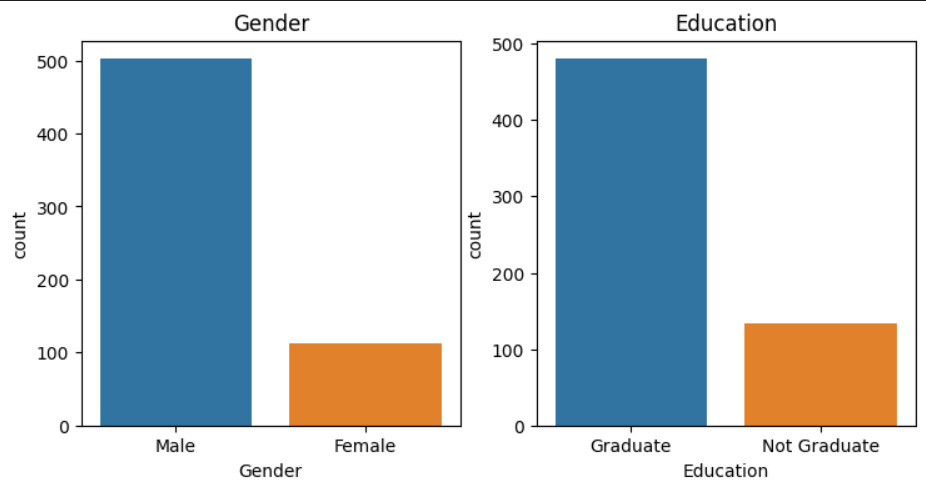 Gender
500
400
300
200
100
0
count
Male Female
Gender
Education
500
400
300
200
100
0
count
Graduate Not Graduate
Education